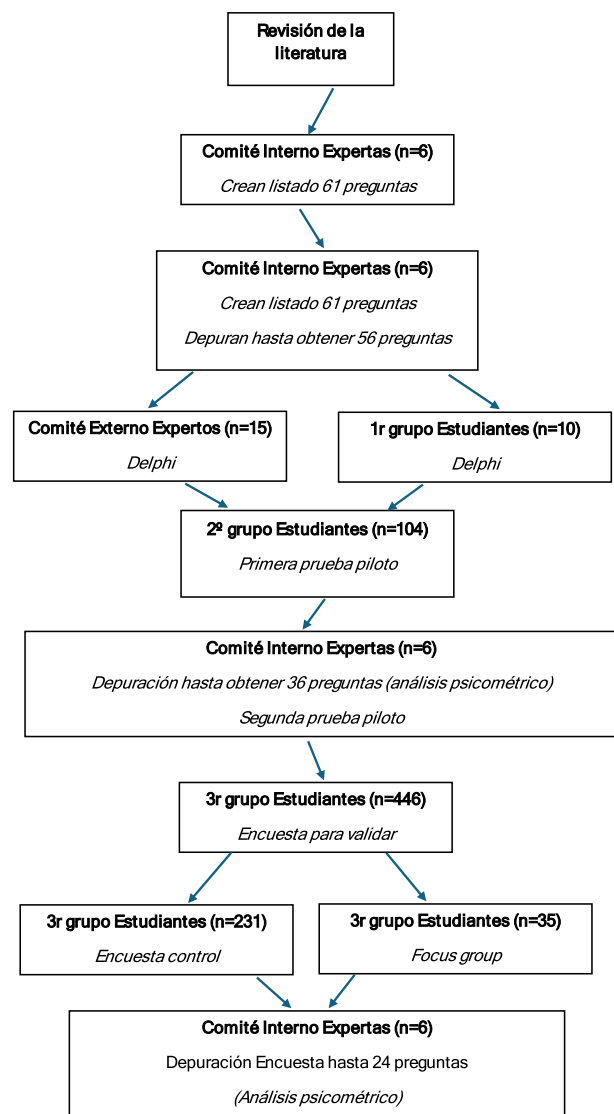 Revisión de la
literatura
Comité Interno Expertas (n=6)
Crean listado 61 preguntas
Comité Interno Expertas (n=6)
Crean listado 61 preguntas
Depuran hasta obtener 56 preguntas
Comité Externo Expertos (n=15)
Delphi
1r grupo Estudiantes (n=10)
Delphi
2º grupo Estudiantes (n=104)
Primera prueba piloto
Comité Interno Expertas (n=6)
Depuración hasta obtener 36 preguntas (análisis psicométrico)
Segunda prueba piloto
3r grupo Estudiantes (n=446)
Encuesta para validar
3r grupo Estudiantes (n=231)
Encuesta control
3r grupo Estudiantes (n=35)
Focus group
Comité Interno Expertas (n=6)
Depuración Encuesta hasta 24 preguntas
(Análisis psicométrico)